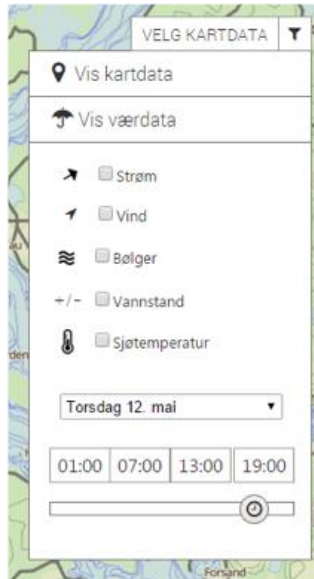 VELG KARTDATA
Vis kartdata
Vis værdata
Strøm
Vind
Bølger
+/- Vannstand
Sjøtemperatur
Torsdag 12. mai
01:00 07:00 13:00 19:00
Forsand